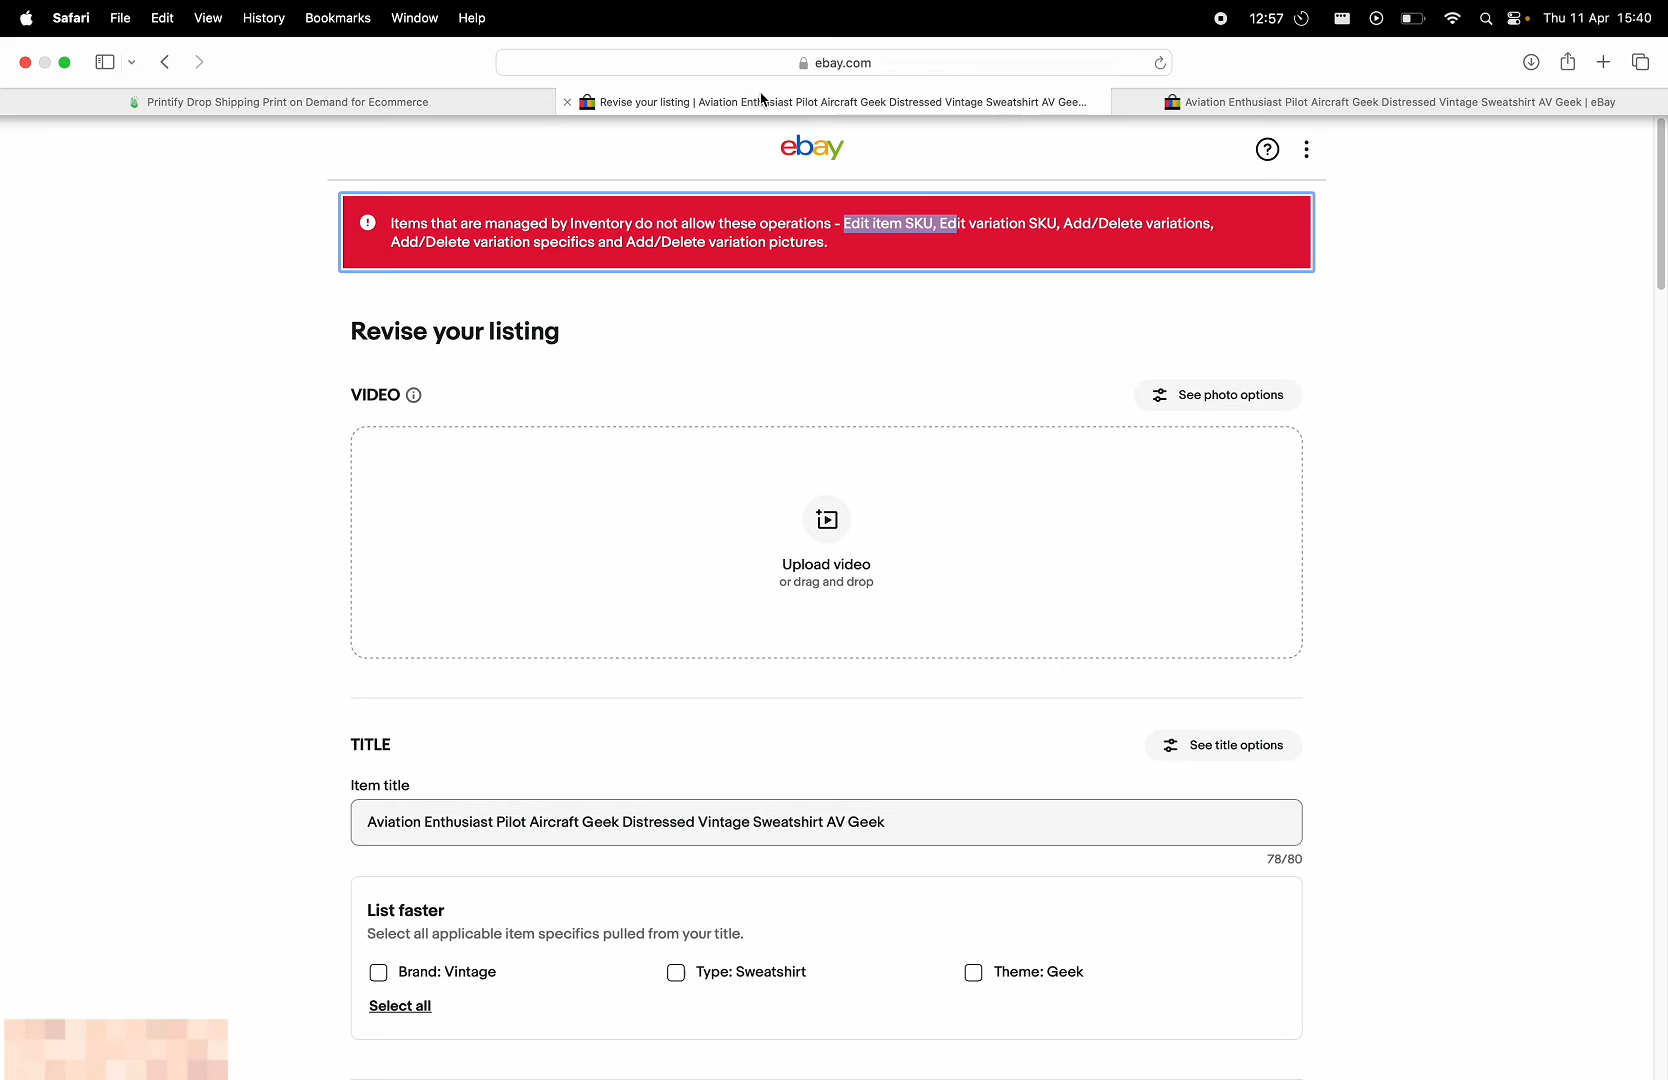 Safari File Edit View History Bookmarks Window Help 12:57 Thu 11 Apr 15:40
ebay.com
Printify Drop Shipping Print on Demand for Ecommerce
Revise your listing | Aviation Enthusiast Pilot Aircraft Geek Distressed Vintage Sweatshirt AV Gee...
Aviation Enthusiast Pilot Aircraft Geek Distressed Vintage Sweatshirt AV Geek | eBay
ebay
Items that are managed by Inventory do not allow these operations - Edit item SKU, Edit variation SKU, Add/Delete variations,
Add/Delete variation specifics and Add/Delete variation pictures.
Revise your listing
VIDEO
See photo options
Upload video
or drag and drop
TITLE
See title options
Item title
Aviation Enthusiast Pilot Aircraft Geek Distressed Vintage Sweatshirt AV Geek
78/80
List faster
Select all applicable item specifics pulled from your title.
Brand: Vintage
Type: Sweatshirt
Theme: Geek
Select all